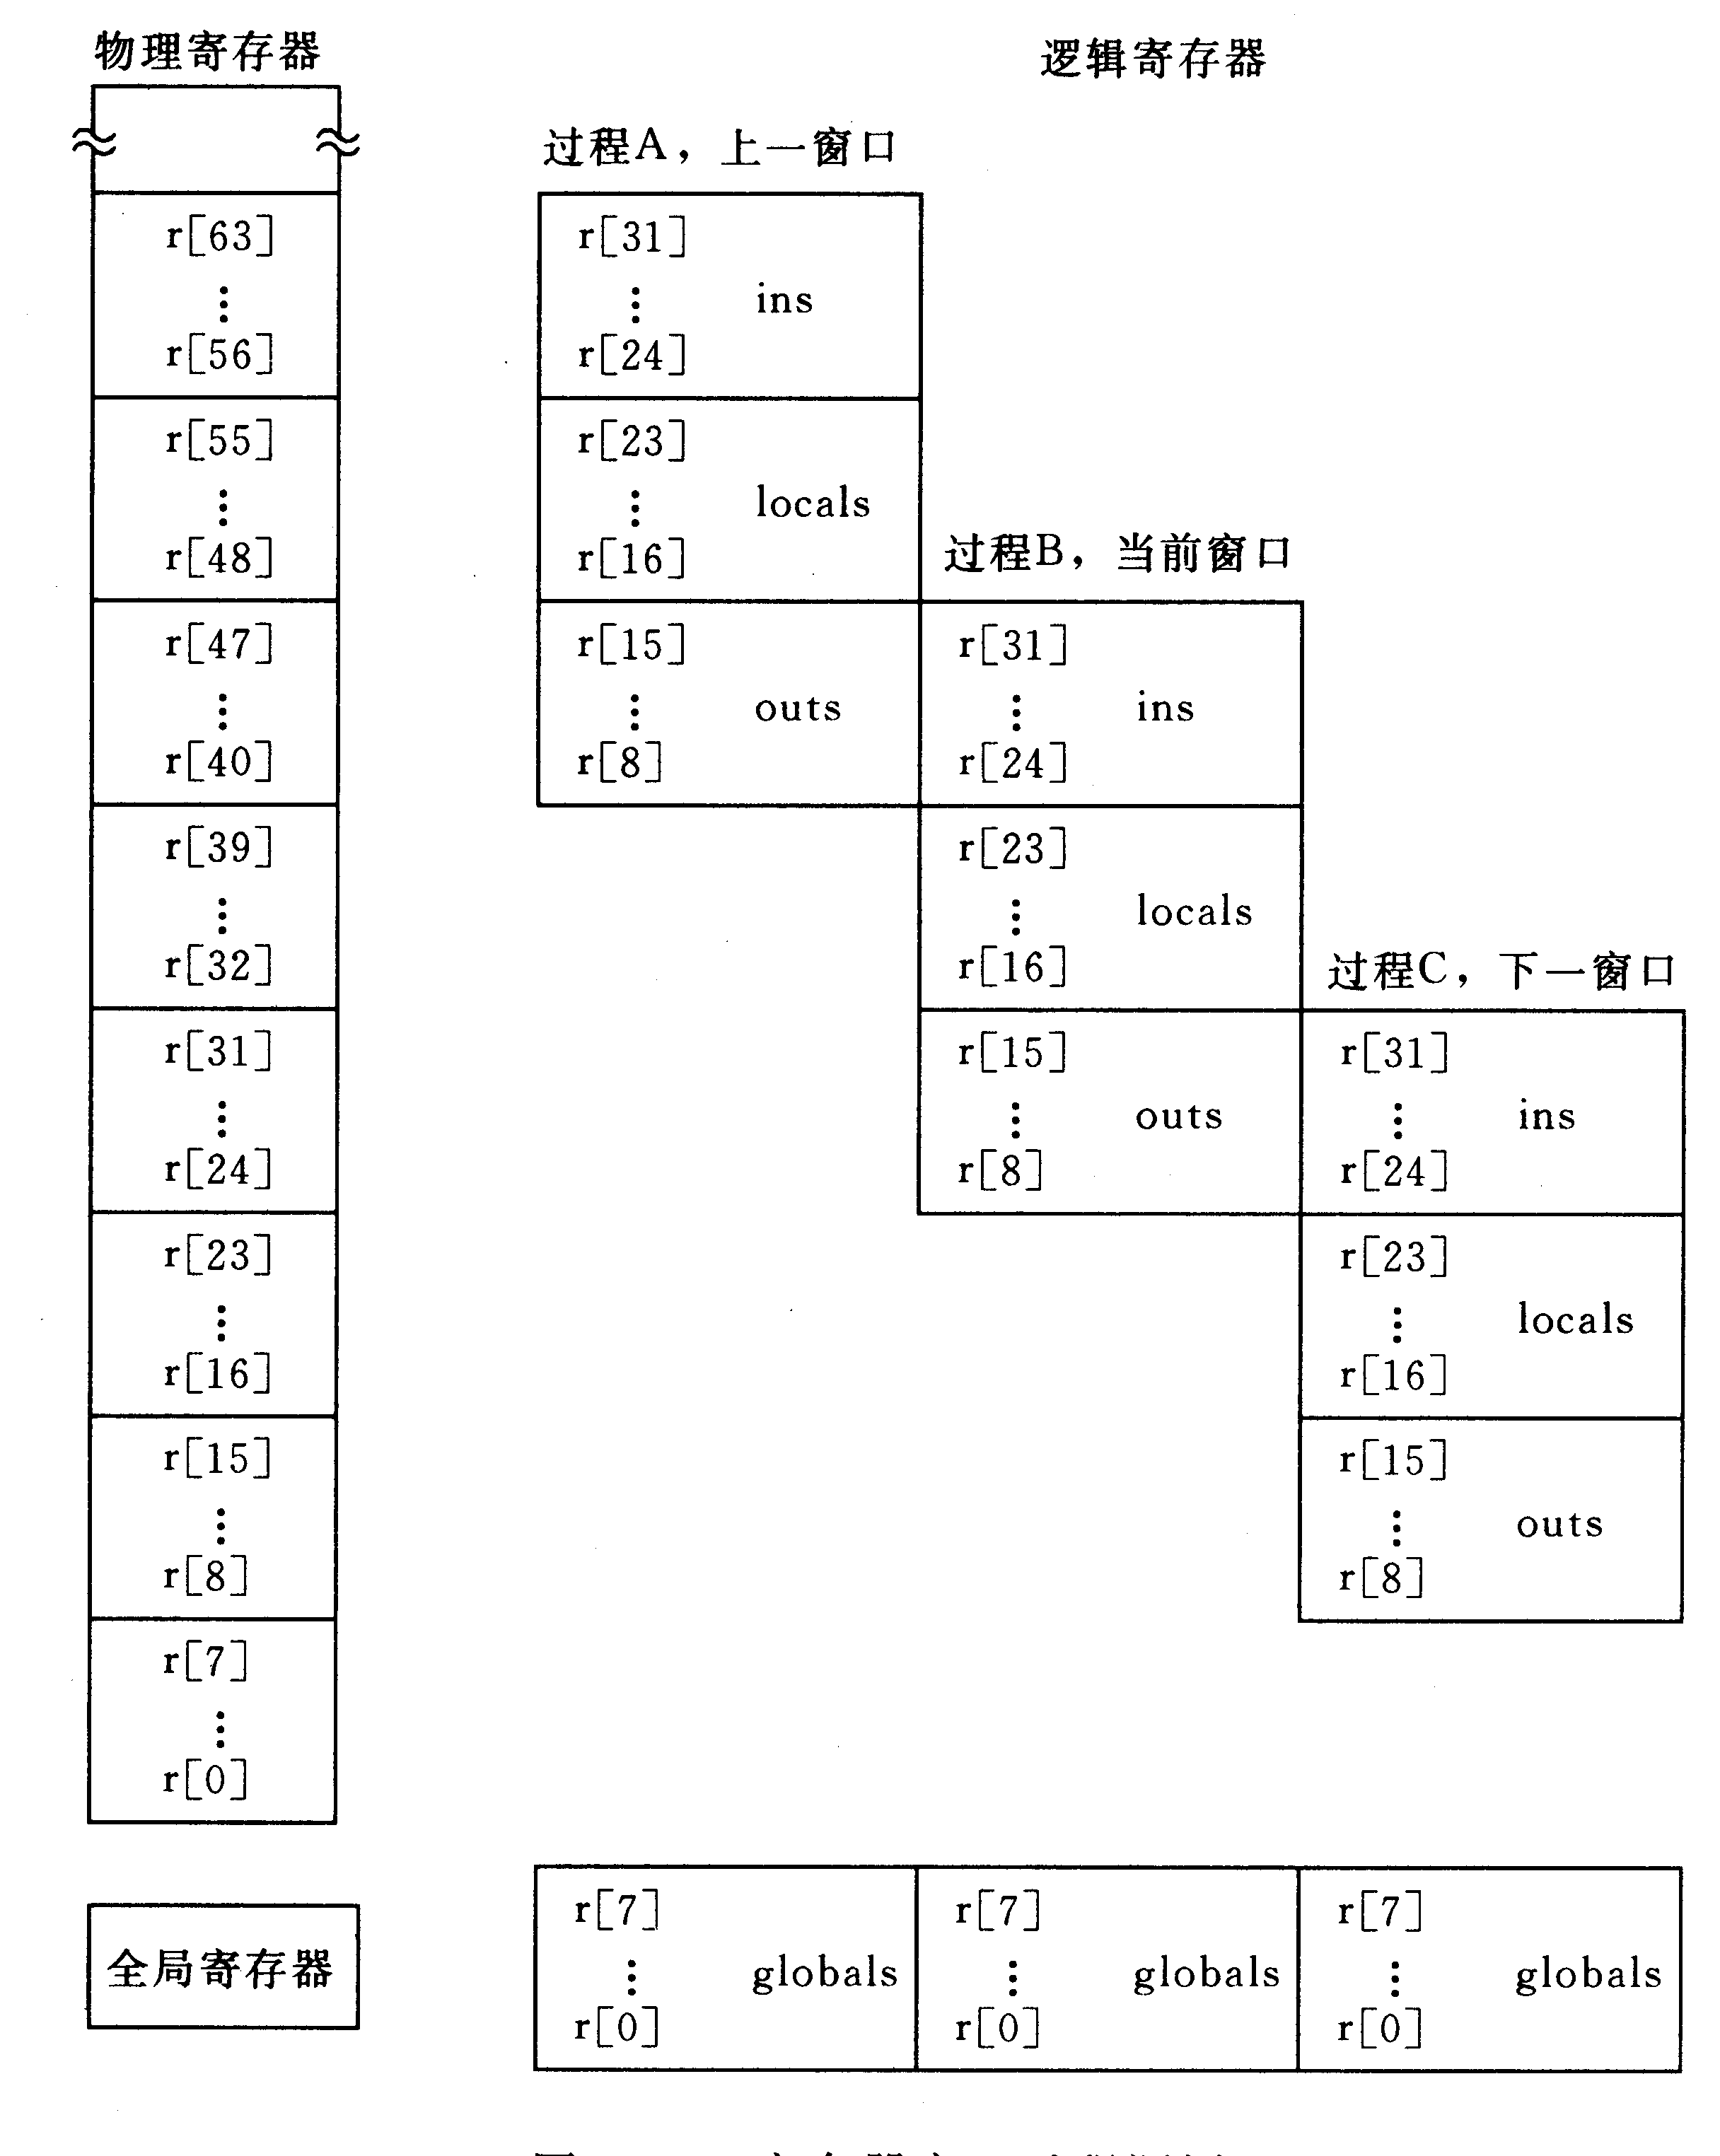 物理寄存器
逻辑寄存器
过程A，上一窗口
r[63]
⋮
r[56]
r[55]
⋮
r[48]
r[47]
⋮
r[40]
r[39]
⋮
r[32]
r[31]
⋮
r[24]
r[23]
⋮
r[16]
r[15]
⋮
r[8]
r[7]
⋮
r[0]
r[31]
⋮ ins
r[24]
r[23]
⋮ locals
r[16]
r[15]
⋮ outs
r[8]
过程B，当前窗口
r[31]
⋮ ins
r[24]
r[23]
⋮ locals
r[16]
r[15]
⋮ outs
r[8]
过程C，下一窗口
r[31]
⋮ ins
r[24]
r[23]
⋮ locals
r[16]
r[15]
⋮ outs
r[8]
全局寄存器
r[7]
⋮ globals
r[0]
r[7]
⋮ globals
r[0]
r[7]
⋮ globals
r[0]